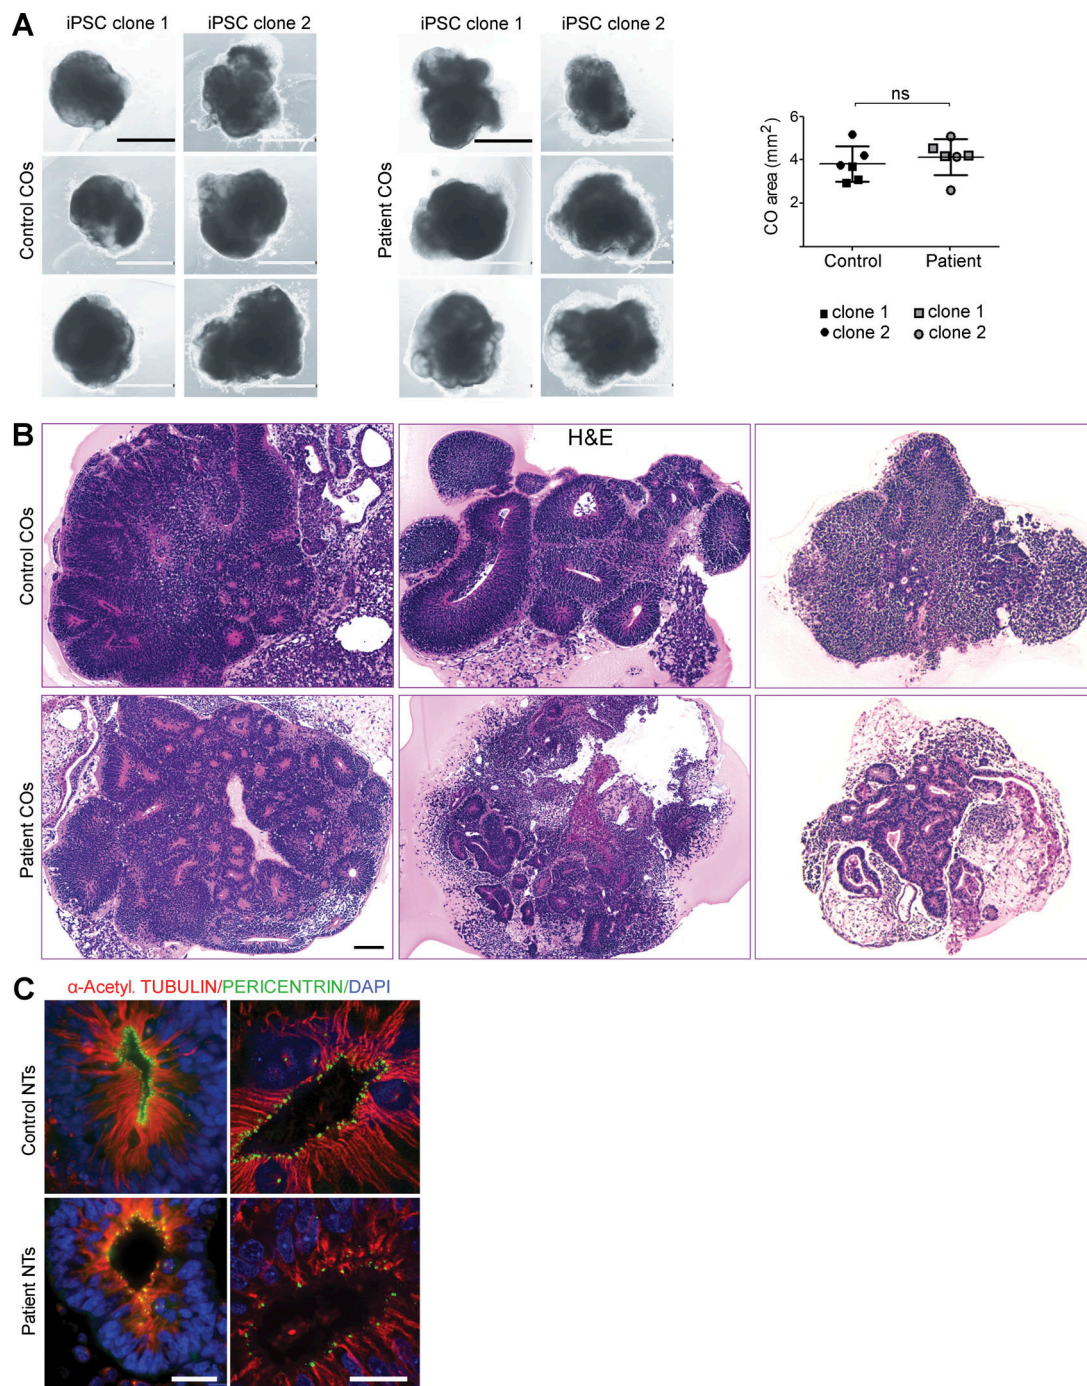 A
iPSC clone 1
iPSC clone 2
iPSC clone 1
iPSC clone 2
Control COs
Patient COs
ns
CO area (mm²)
6
4
2
Control
Patient
clone 1
clone 2
clone 1
clone 2
B
H&E
Control COs
Patient COs
C
α-Acetyl. TUBULIN/PERICENTRIN/DAPI
Control NTs
Patient NTs